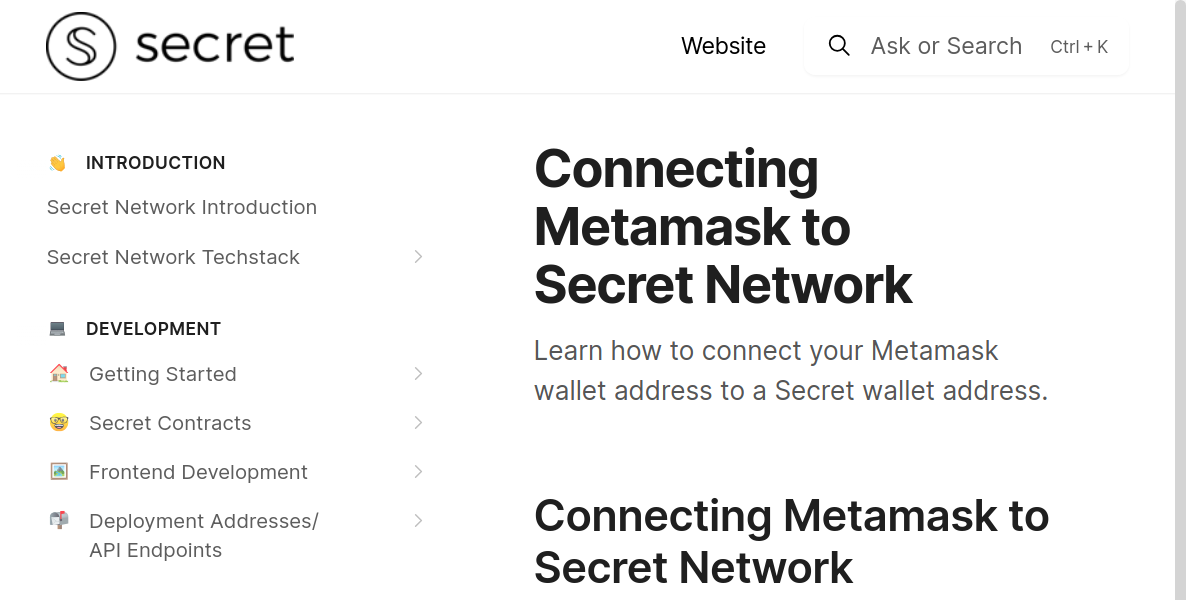 secret
Website
Ask or Search
Ctrl + K
INTRODUCTION
Secret Network Introduction
Secret Network Techstack
DEVELOPMENT
Getting Started
Secret Contracts
Frontend Development
Deployment Addresses/
API Endpoints
Connecting
Metamask to
Secret Network
Learn how to connect your Metamask
wallet address to a Secret wallet address.
Connecting Metamask to
Secret Network